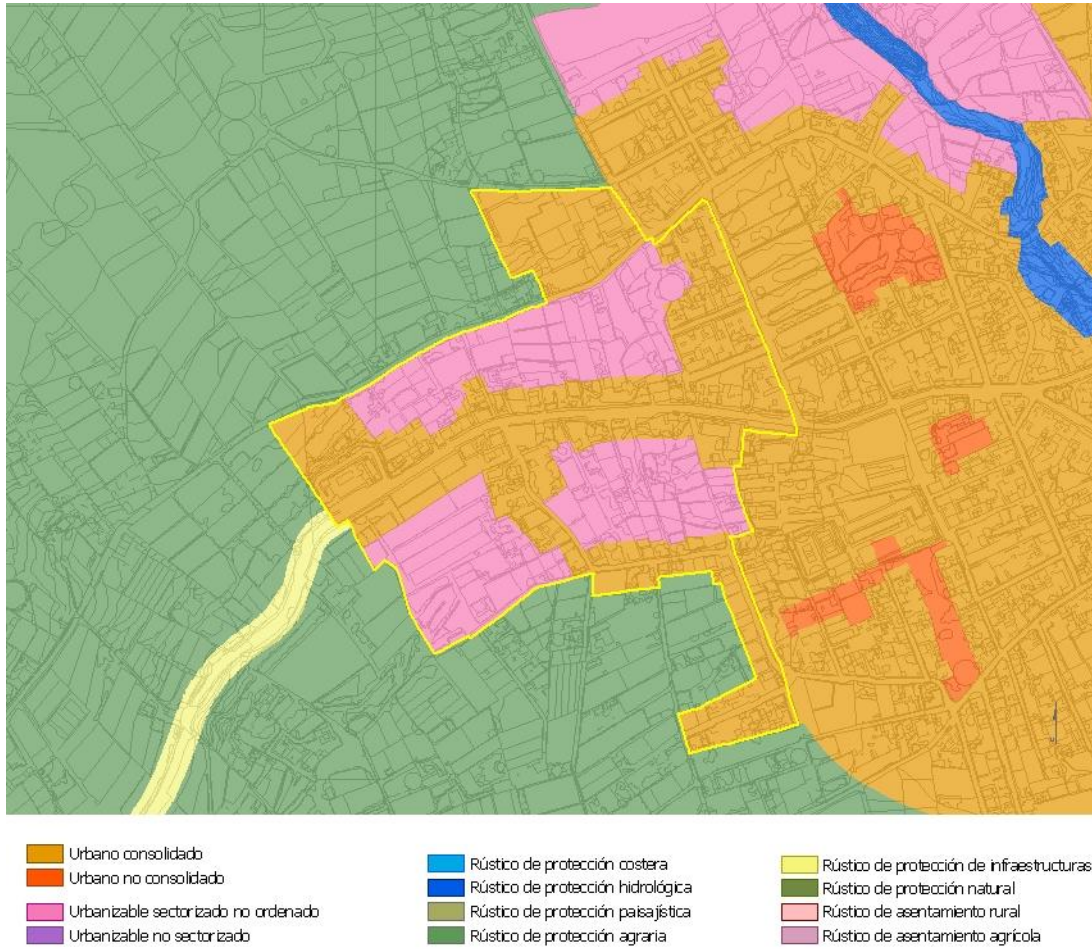 Urbano consolidado
Urbano no consolidado
Urbanizable sectorizado no ordenado
Urbanizable no sectorizado
Rústico de protección costera
Rústico de protección hidrológica
Rústico de protección paisajística
Rústico de protección agraria
Rústico de protección de infraestructuras
Rústico de protección natural
Rústico de asentamiento rural
Rústico de asentamiento agrícola